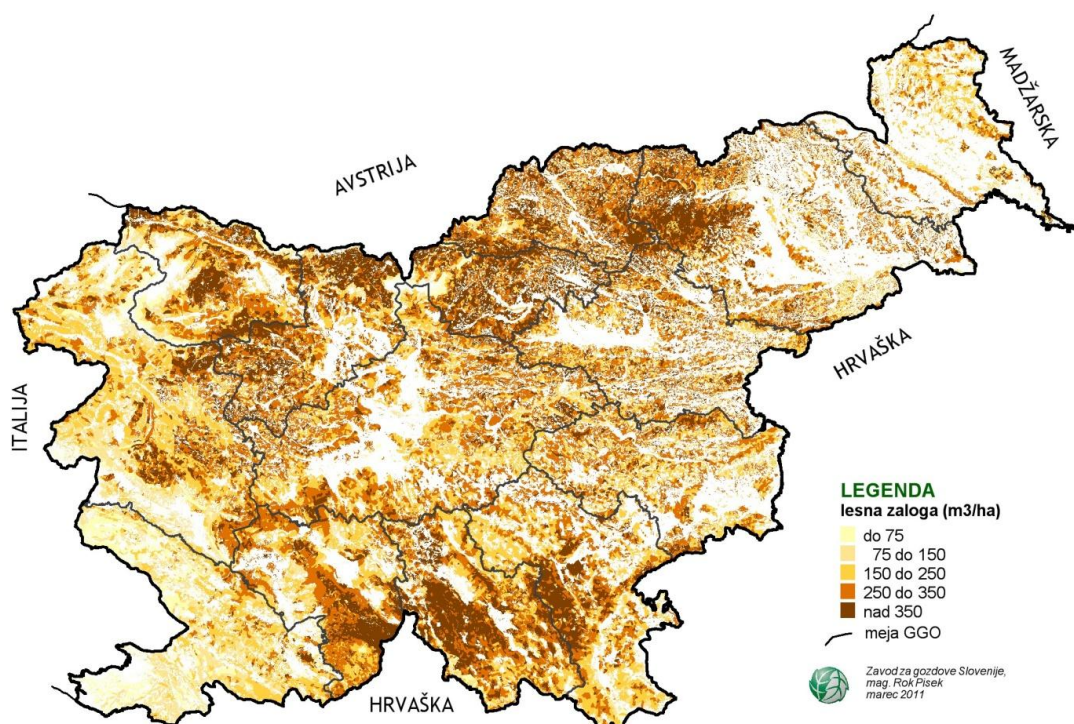 MADŽARSKA
AVSTRIJA
HRVAŠKA
ITALIJA
HRVAŠKA
LEGENDA
lesna zaloga (m3/ha)
do 75
75 do 150
150 do 250
250 do 350
nad 350
meja GGO
Zavod za gozdove Slovenije,
mag. Rok Pisek
marec 2011